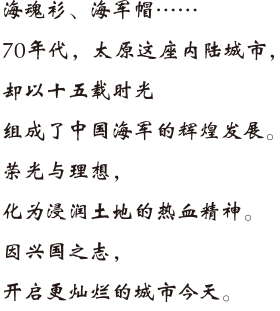 海魂衫、海军帽……
70年代，太原这座内陆城市，
却以十五载时光
组成了中国海军的辉煌发展。
荣光与理想，
化为浸润土地的热血精神。
因兴国之志，
开启更灿烂的城市今天。